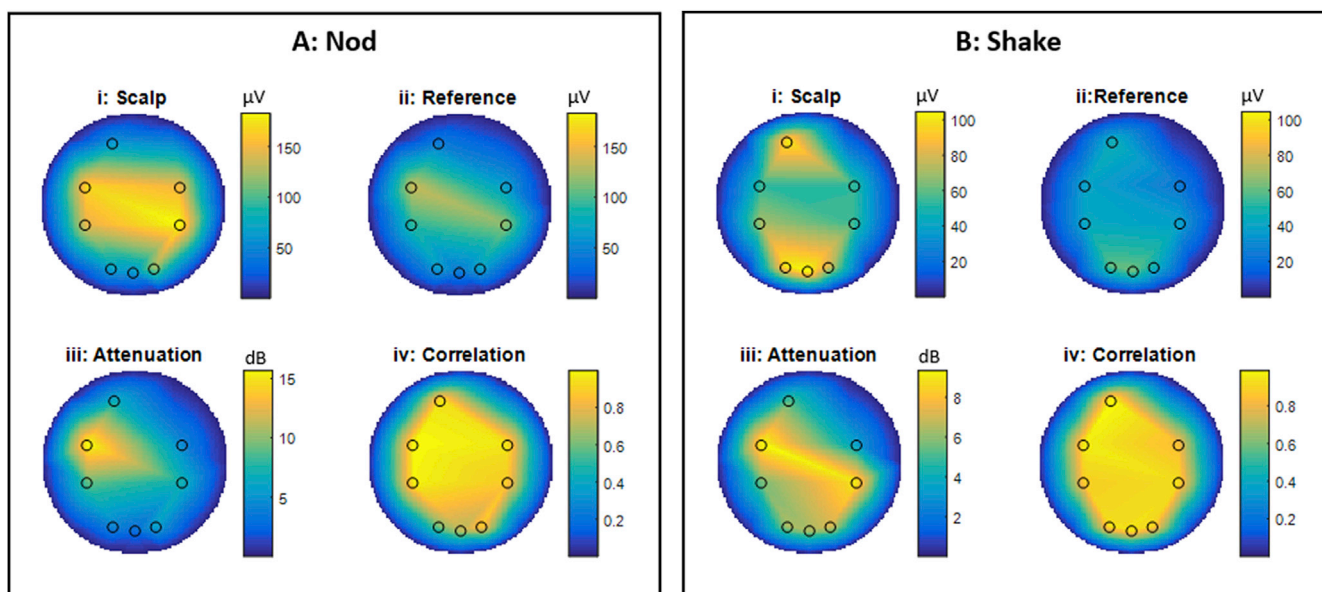 A: Nod
i: Scalp
µV
150
100
50
ii: Reference
µV
150
100
50
iii: Attenuation
dB
15
10
5
iv: Correlation
0.8
0.6
0.4
0.2
B: Shake
i: Scalp
µV
100
80
60
40
20
ii:Reference
µV
100
80
60
40
20
iii: Attenuation
dB
8
6
4
2
iv: Correlation
0.8
0.6
0.4
0.2